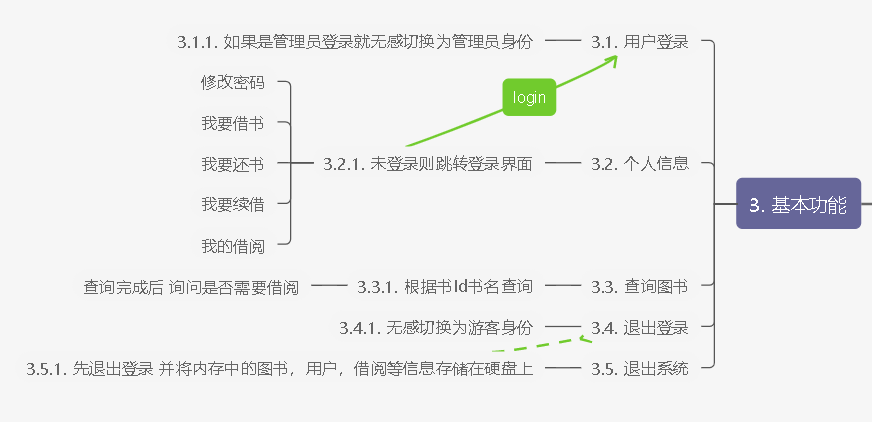 3.1.1. 如果是管理员登录就无感切换为管理员身份
3.1. 用户登录
修改密码
login
我要借书
我要还书
3.2.1. 未登录则跳转登录界面
3.2. 个人信息
我要续借
3. 基本功能
我的借阅
查询完成后 询问是否需要借阅
3.3.1. 根据书Id书名查询
3.3. 查询图书
3.4.1. 无感切换为游客身份
3.4. 退出登录
3.5.1. 先退出登录 并将内存中的图书，用户，借阅等信息存储在硬盘上
3.5. 退出系统